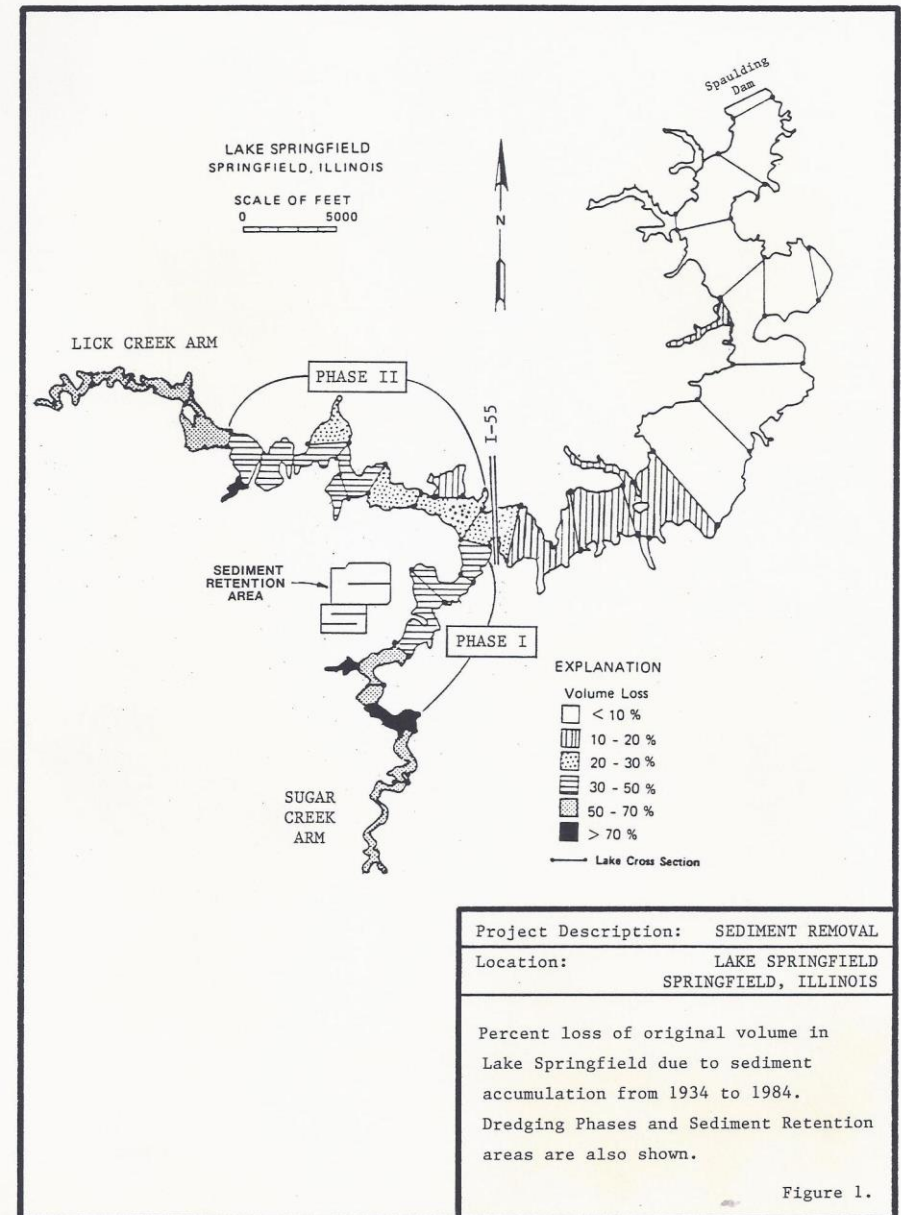 Spaulding
Dam
LAKE SPRINGFIELD
SPRINGFIELD, ILLINOIS
SCALE OF FEET
0 5000
N
LICK CREEK ARM
PHASE II
I-55
SEDIMENT
RETENTION
AREA
PHASE I
SUGAR
CREEK
ARM
EXPLANATION
Volume Loss
< 10 %
10 - 20 %
20 - 30 %
30 - 50 %
50 - 70 %
> 70 %
Lake Cross Section
Project Description: SEDIMENT REMOVAL
Location: LAKE SPRINGFIELD
SPRINGFIELD, ILLINOIS
Percent loss of original volume in
Lake Springfield due to sediment
accumulation from 1934 to 1984.
Dredging Phases and Sediment Retention
areas are also shown.
Figure 1.